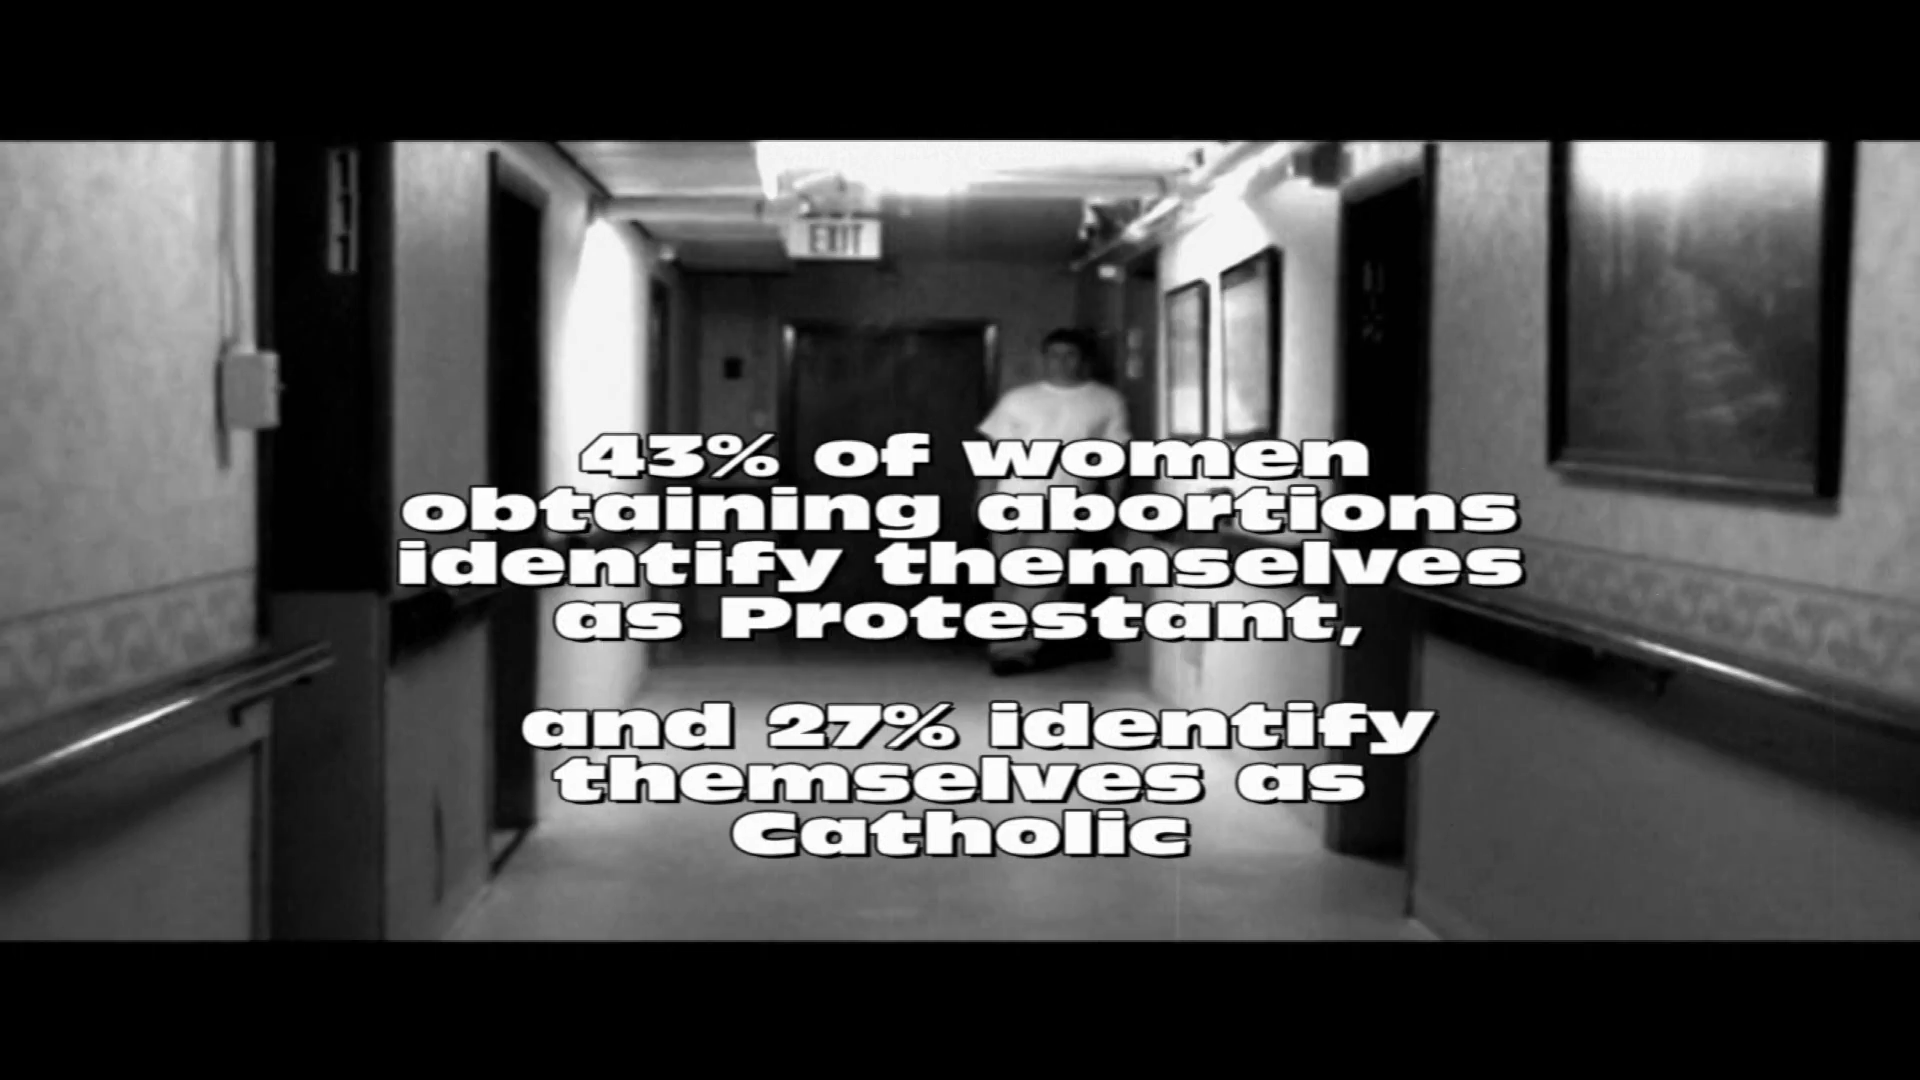 EXIT
43% of women
obtaining abortions
identify themselves
as Protestant,
and 27% identify
themselves as
Catholic